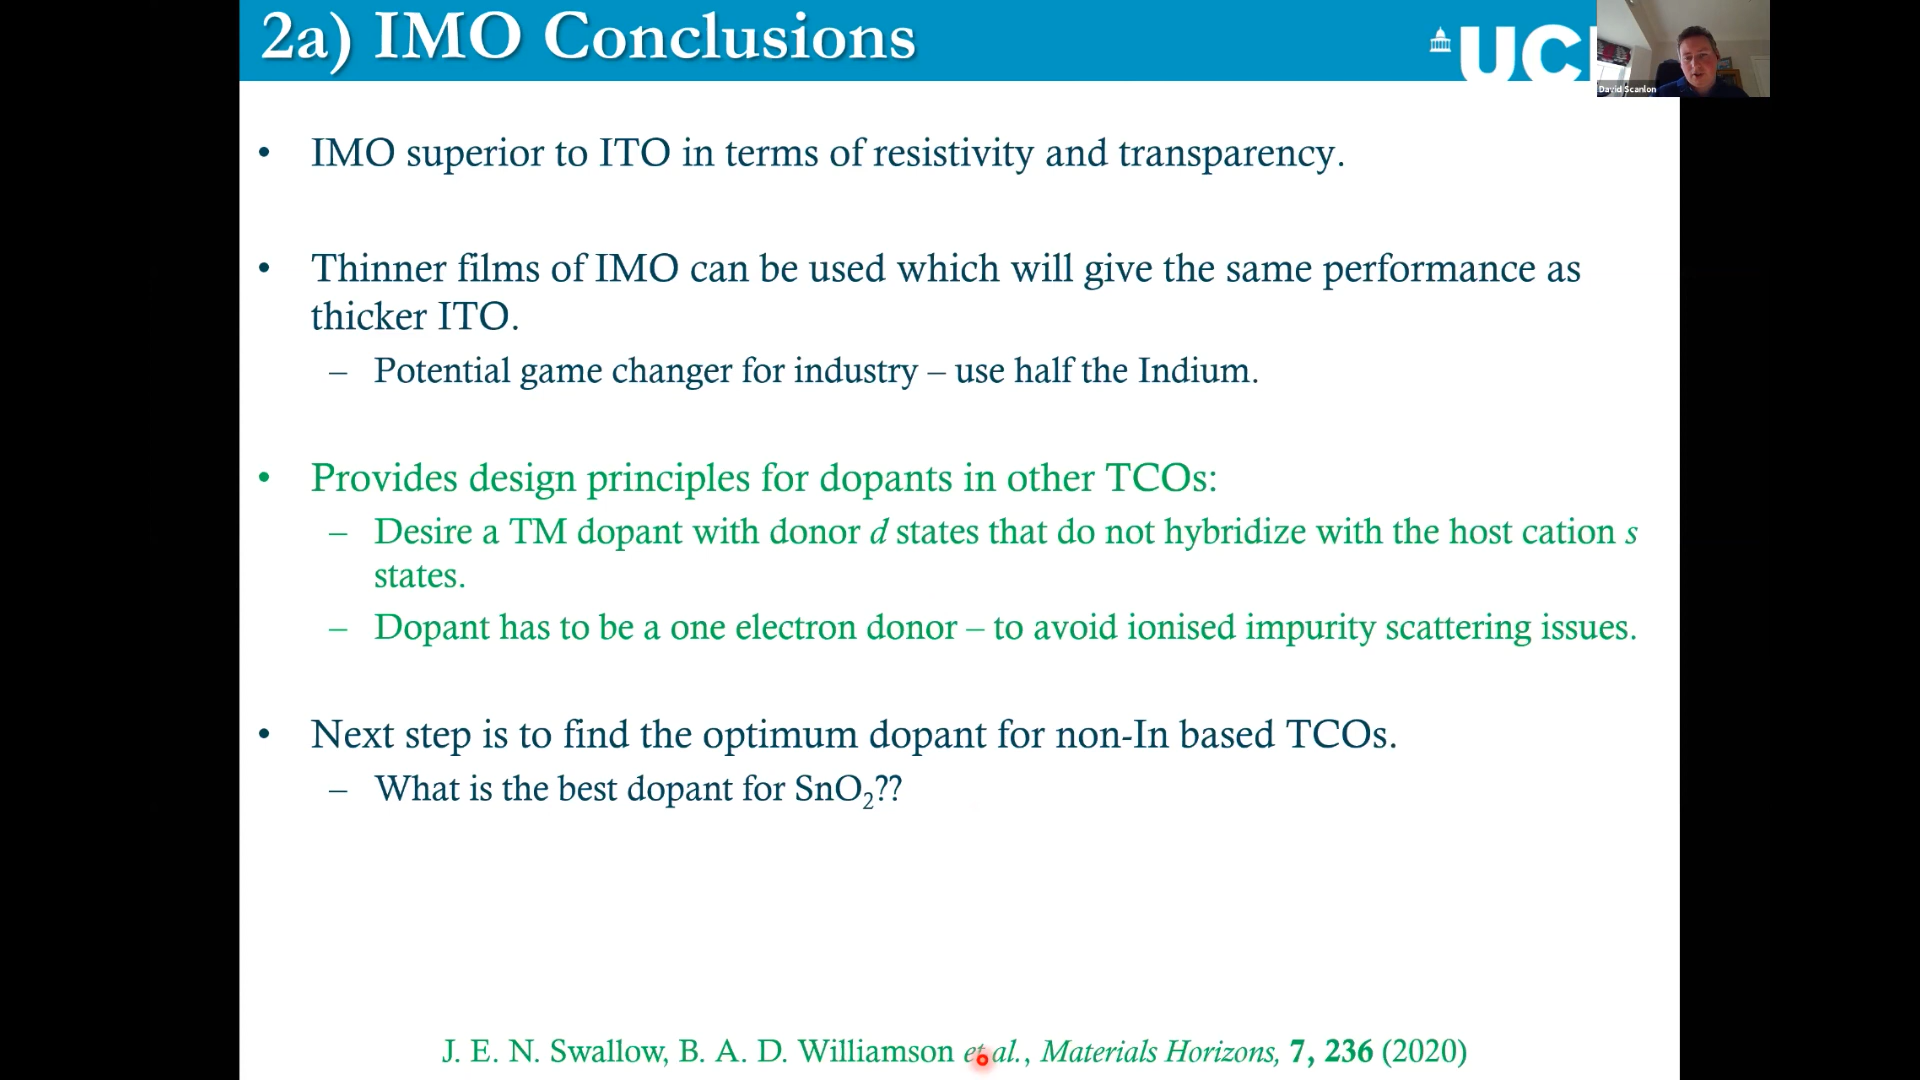 2a) IMO Conclusions
UC
David Scanlon
• IMO superior to ITO in terms of resistivity and transparency.
• Thinner films of IMO can be used which will give the same performance as
thicker ITO.
– Potential game changer for industry – use half the Indium.
• Provides design principles for dopants in other TCOs:
– Desire a TM dopant with donor d states that do not hybridize with the host cation s
states.
– Dopant has to be a one electron donor – to avoid ionised impurity scattering issues.
• Next step is to find the optimum dopant for non-In based TCOs.
– What is the best dopant for SnO₂??
J. E. N. Swallow, B. A. D. Williamson et al., Materials Horizons, 7, 236 (2020)